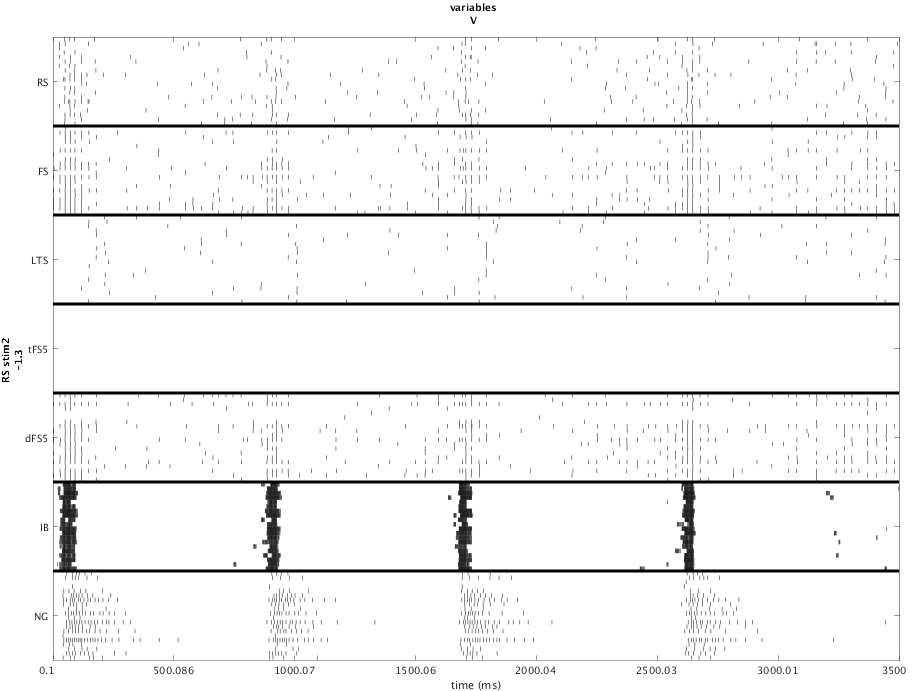 variables
V
RS
FS
LTS
tFS5
dFS5
IB
NG
RS stim2
-1.3
0.1 500.086 1000.07 1500.06 2000.04 2500.03 3000.01 3500
time (ms)